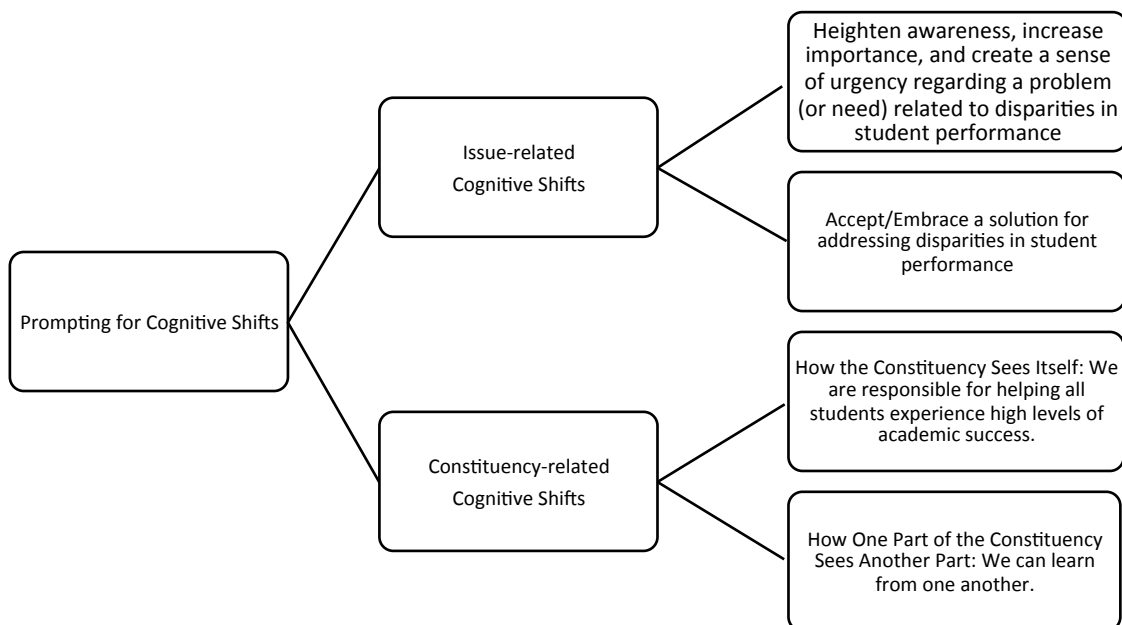 Heighten awareness, increase
importance, and create a sense
of urgency regarding a problem
(or need) related to disparities in
student performance
Issue-related
Cognitive Shifts
Accept/Embrace a solution for
addressing disparities in student
performance
Prompting for Cognitive Shifts
How the Constituency Sees Itself: We
are responsible for helping all
students experience high levels of
academic success.
Constituency-related
Cognitive Shifts
How One Part of the Constituency
Sees Another Part: We can learn
from one another.